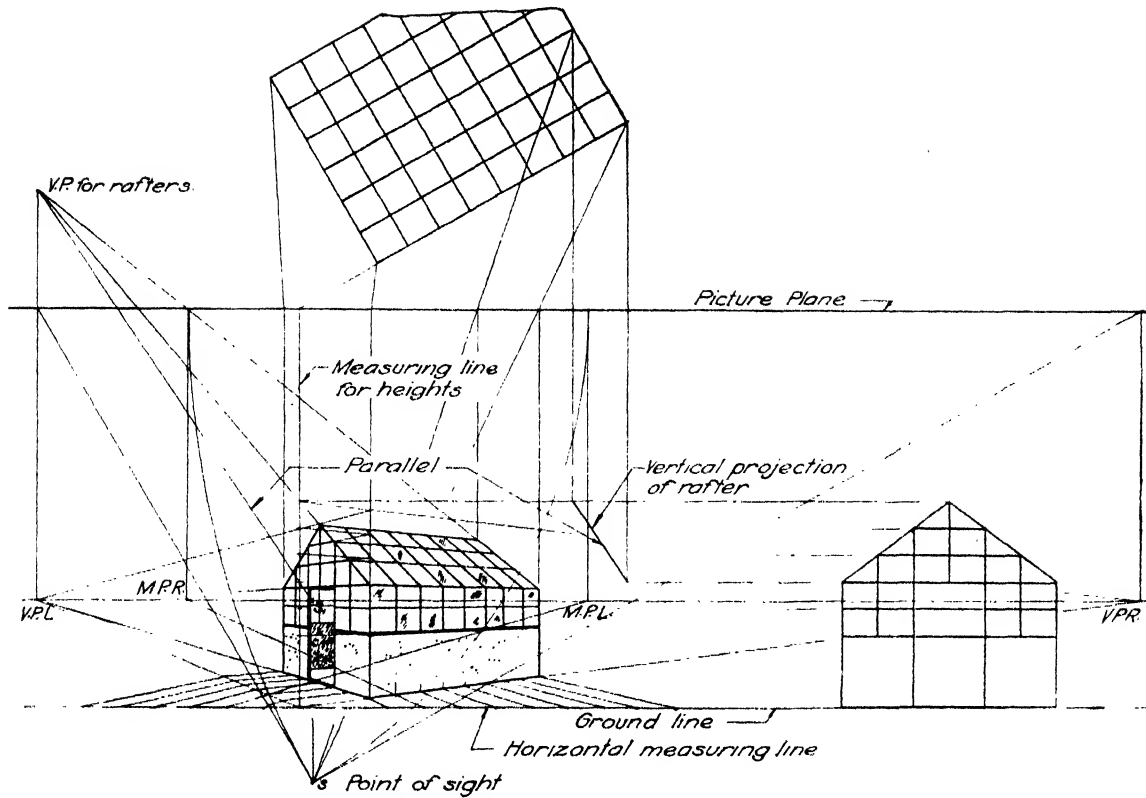 V.P. for rafters.
Picture Plane
Measuring line
for heights
Parallel
Vertical projection
of rafter
V.P.L.
M.P.R.
M.P.L.
V.P.R.
Ground line
Horizontal measuring line
s Point of sight